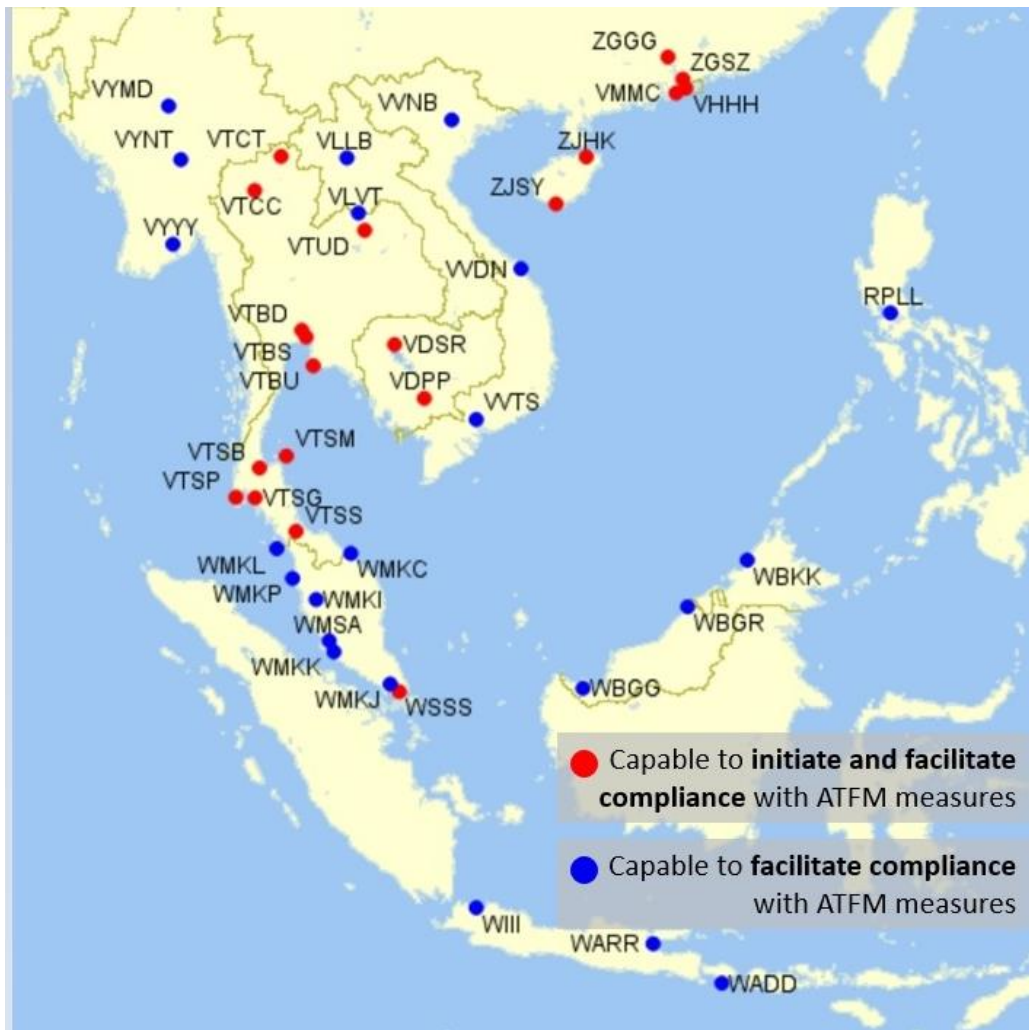 ZGGG
ZGSZ
VYMD
VMMC
VHHH
VVNB
VYNT
VTCT
VLLB
ZJHK
ZJSY
VTCC
VLVT
VYYY
VTUD
VVDN
RPLL
VTBD
VDSR
VTBS
VTBU
VDPP
VVTS
VTSM
VTSB
VTSP
VTSG
VTSS
WMKL
WMKC
WBKK
WMKP
WMKI
WBGR
WMSA
WMKK
WMKJ
WSSS
WBGG
Capable to initiate and facilitate
compliance with ATFM measures
Capable to facilitate compliance
with ATFM measures
WIII
WARR
WADD